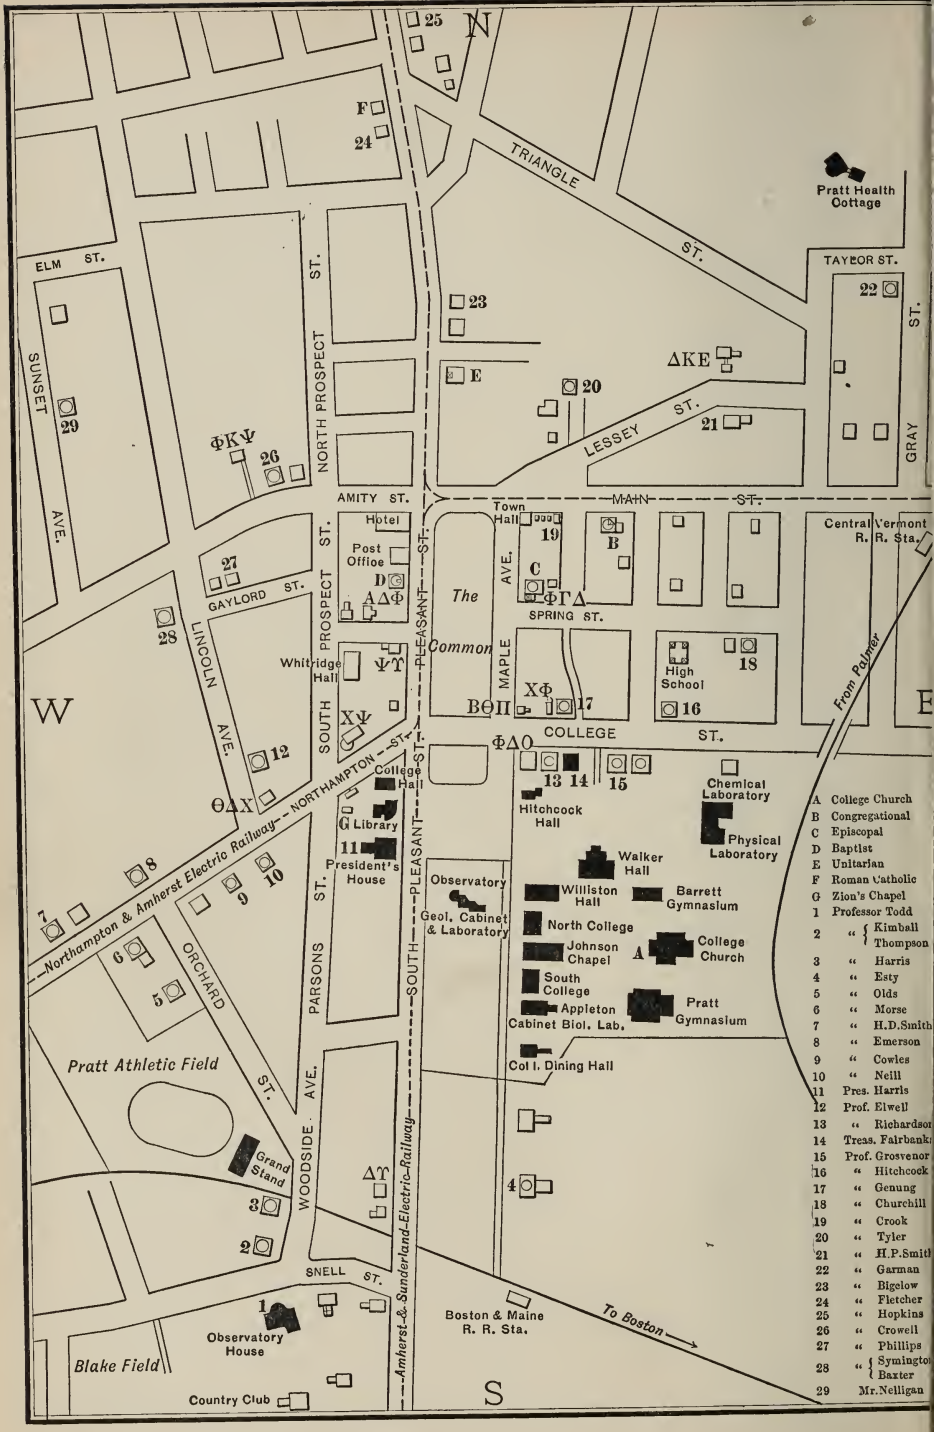 25
N
F
24
TRIANGLE
ST.
Pratt Health
Cottage
ELM ST.
TAYLOR ST.
22
ST.
ST.
23
SUNSET
ΔKE
E
20
NORTH PROSPECT
29
LESSEY ST.
21
GRAY
ΦKΨ
26
AMITY ST.
MAIN ST.
AVE.
Town
Hall
Hotel
19
B
Central Vermont
R. R. Sta.
ST.
Post
Office
ST.
AVE.
27
D
C
The
GAYLORD ST.
AΔΦ
ΦΓΔ
28
SPRING ST.
PROSPECT
PLEASANT
LINCOLN
Common
MAPLE
From Palmer
Whitridge
Hall
ΨΥ
High
School
18
W
E
SOUTH
XΦ
BΘΠ
17
16
XΨ
AVE.
COLLEGE ST.
12
NORTHAMPTON ST.
ΦΔO
ST.
College
Hall
13
14
15
Chemical
Laboratory
ΘΔX
Hitchcock
Hall
G Library
Physical
Laboratory
11
President's
House
Walker
Hall
8
10
9
PLEASANT
Observatory
Williston
Hall
Barrett
Gymnasium
ST.
7
Geol. Cabinet
& Laboratory
North College
Northampton & Amherst Electric Railway
6
Johnson
Chapel
A
College
Church
ORCHARD
5
PARSONS
SOUTH
South
College
Appleton
Cabinet Biol. Lab.
Pratt
Gymnasium
Pratt Athletic Field
ST.
Coll. Dining Hall
AVE.
Grand
Stand
WOODSIDE
ΔΥ
4
3
2
Amherst & Sunderland Electric Railway
SNELL ST.
1
Observatory
House
Boston & Maine
R. R. Sta.
To Boston
Blake Field
Country Club
S
A College Church
B Congregational
C Episcopal
D Baptist
E Unitarian
F Roman Catholic
G Zion's Chapel
1 Professor Todd
2 “ { Kimball
Thompson
3 “ Harris
4 “ Esty
5 “ Olds
6 “ Morse
7 “ H.D.Smith
8 “ Emerson
9 “ Cowles
10 “ Neill
11 Pres. Harris
12 Prof. Elwell
13 “ Richardson
14 Treas. Fairbank
15 Prof. Grosvenor
16 “ Hitchcock
17 “ Genung
18 “ Churchill
19 “ Crook
20 “ Tyler
21 “ H.P.Smith
22 “ Garman
23 “ Bigelow
24 “ Fletcher
25 “ Hopkins
26 “ Crowell
27 “ Phillips
28 “ { Symington
Baxter
29 Mr. Nelligan